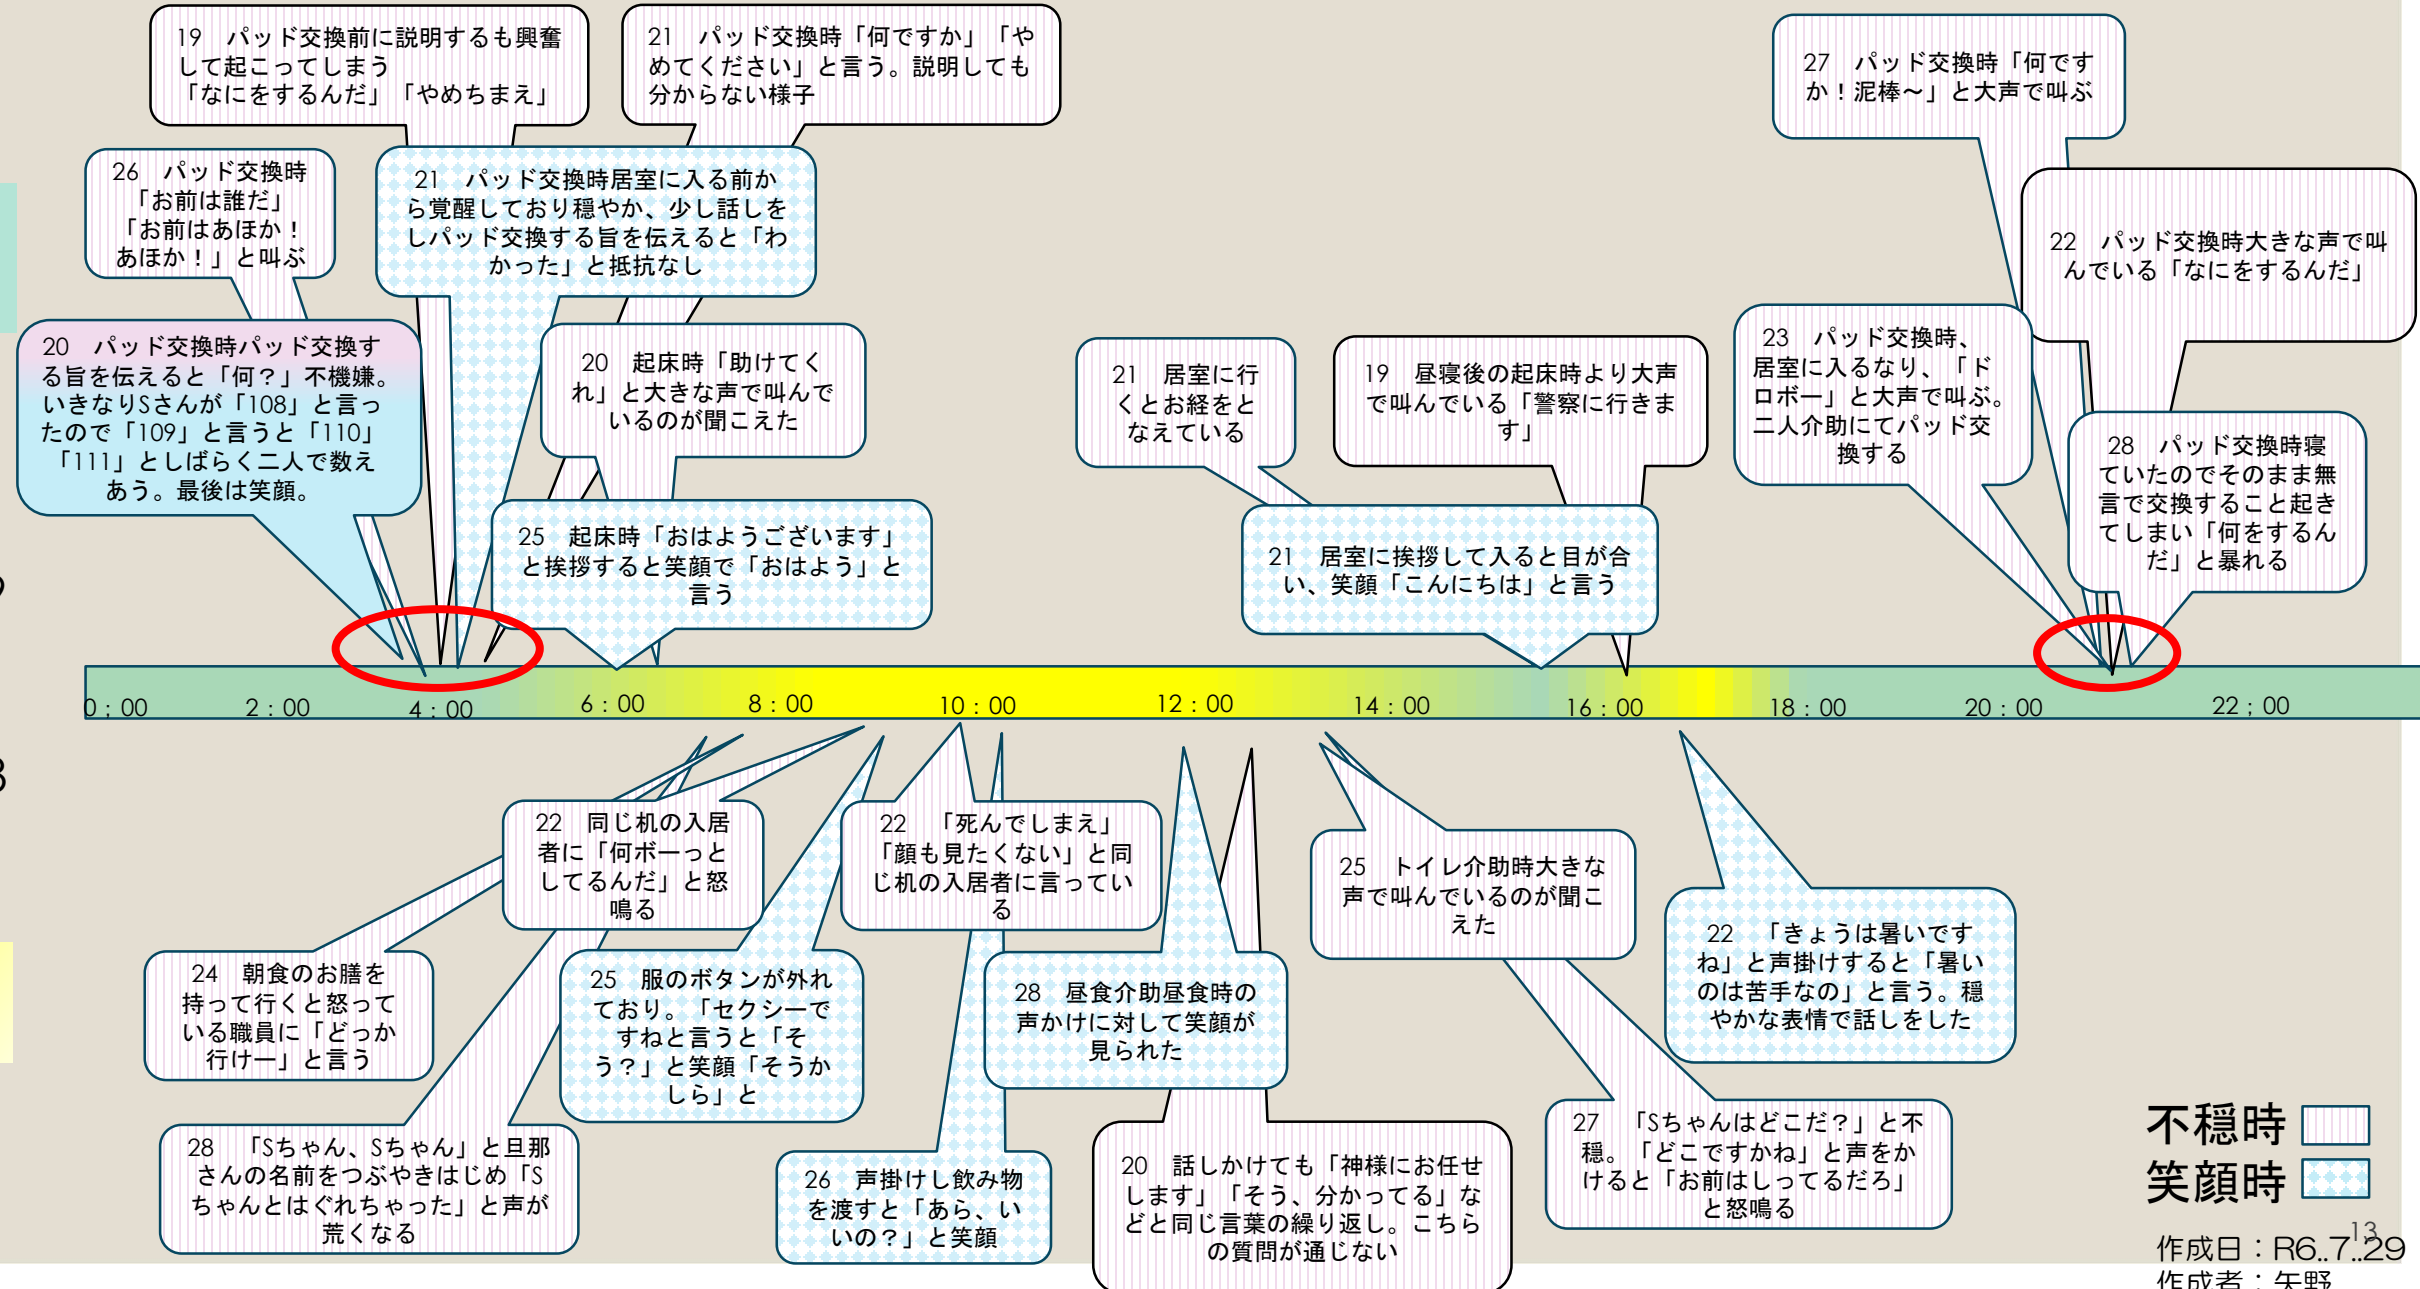 19　パッド交換前に説明するも興奮
して起こってしまう
「なにをするんだ」「やめちまえ」
21　パッド交換時「何ですか」「や
めてください」と言う。説明しても
分からない様子
27　パッド交換時「何です
か！泥棒～」と大声で叫ぶ
26　パッド交換時
「お前は誰だ」
「お前はあほか！
あほか！」と叫ぶ
21　パッド交換時居室に入る前か
ら覚醒しており穏やか、少し話しを
しパッド交換する旨を伝えると「わ
かった」と抵抗なし
22　パッド交換時大きな声で叫
んでいる「なにをするんだ」
20　パッド交換時パッド交換す
る旨を伝えると「何？」不機嫌。
いきなりSさんが「108」と言っ
たので「109」と言うと「110」
「111」としばらく二人で数え
あう。最後は笑顔。
20　起床時「助けてく
れ」と大きな声で叫んで
いるのが聞こえた
21　居室に行
くとお経をと
なえている
19　昼寝後の起床時より大声
で叫んでいる「警察に行きま
す」
23　パッド交換時、
居室に入るなり、「ド
ロボー」と大声で叫ぶ。
二人介助にてパッド交
換する
28　パッド交換時寝
ていたのでそのまま無
言で交換すること起き
てしまい「何をするん
だ」と暴れる
25　起床時「おはようございます」
と挨拶すると笑顔で「おはよう」と
言う
21　居室に挨拶して入ると目が合
い、笑顔「こんにちは」と言う
0；00
2：00
4：00
6：00
8：00
10：00
12：00
14：00
16：00
18：00
20：00
22；00
22　同じ机の入居
者に「何ボーっと
してるんだ」と怒
鳴る
22　「死んでしまえ」
「顔も見たくない」と同
じ机の入居者に言ってい
る
25　トイレ介助時大きな
声で叫んでいるのが聞こ
えた
22　「きょうは暑いです
ね」と声掛けすると「暑い
のは苦手なの」と言う。穏
やかな表情で話しをした
24　朝食のお膳を
持って行くと怒って
いる職員に「どっか
行けー」と言う
25　服のボタンが外れ
ており。「セクシーで
すねと言うと「そ
う？」と笑顔「そうか
しら」と
28　昼食介助昼食時の
声かけに対して笑顔が
見られた
28　「Sちゃん、Sちゃん」と旦那
さんの名前をつぶやきはじめ「S
ちゃんとはぐれちゃった」と声が
荒くなる
26　声掛けし飲み物
を渡すと「あら、い
いの？」と笑顔
20　話しかけても「神様にお任せ
します」「そう、分かってる」な
どと同じ言葉の繰り返し。こちら
の質問が通じない
27　「Sちゃんはどこだ？」と不
穏。「どこですかね」と声をか
けると「お前はしってるだろ」
と怒鳴る
不穏時
笑顔時
13
作成日：R6..7..29
作成者：矢野